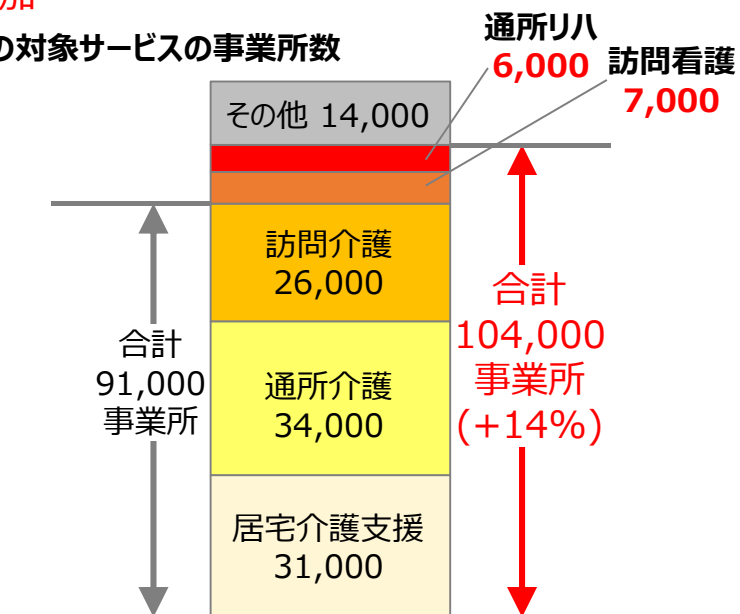 加
の対象サービスの事業所数
通所リハ
6,000
訪問看護
7,000
その他 14,000
訪問介護
26,000
通所介護
34,000
居宅介護支援
31,000
合計
91,000
事業所
合計
104,000
事業所
(+14%)